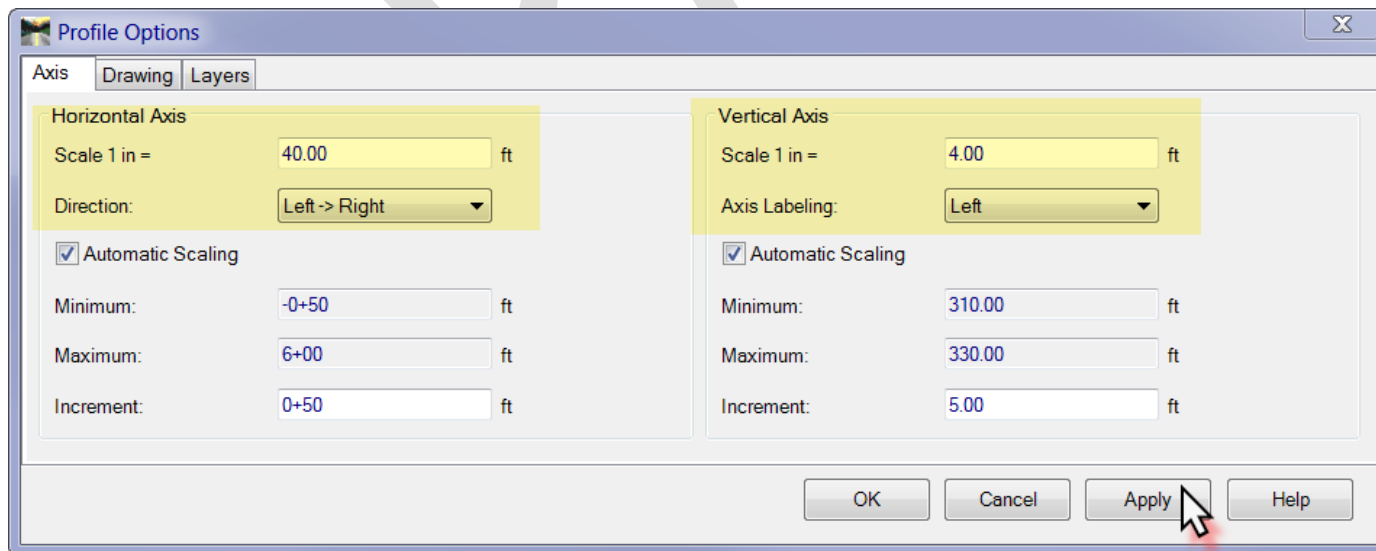 Profile Options
Axis Drawing Layers
Horizontal Axis
Scale 1 in = 40.00 ft
Direction: Left -> Right
Automatic Scaling
Minimum: -0+50 ft
Maximum: 6+00 ft
Increment: 0+50 ft
Vertical Axis
Scale 1 in = 4.00 ft
Axis Labeling: Left
Automatic Scaling
Minimum: 310.00 ft
Maximum: 330.00 ft
Increment: 5.00 ft
OK Cancel Apply Help